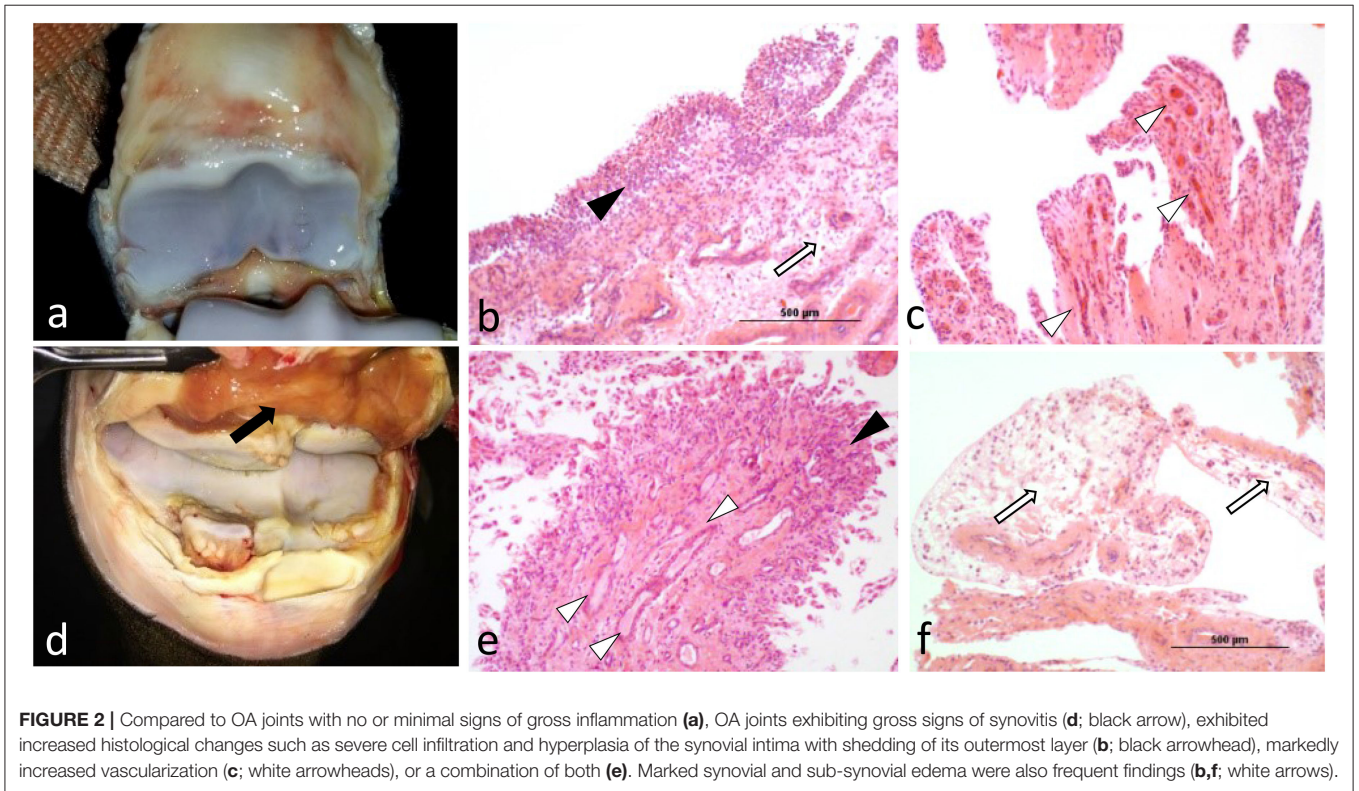 a
b
500 µm
c
d
e
f
500 µm
FIGURE 2 | Compared to OA joints with no or minimal signs of gross inflammation (a), OA joints exhibiting gross signs of synovitis (d; black arrow), exhibited
increased histological changes such as severe cell infiltration and hyperplasia of the synovial intima with shedding of its outermost layer (b; black arrowhead), markedly
increased vascularization (c; white arrowheads), or a combination of both (e). Marked synovial and sub-synovial edema were also frequent findings (b,f; white arrows).